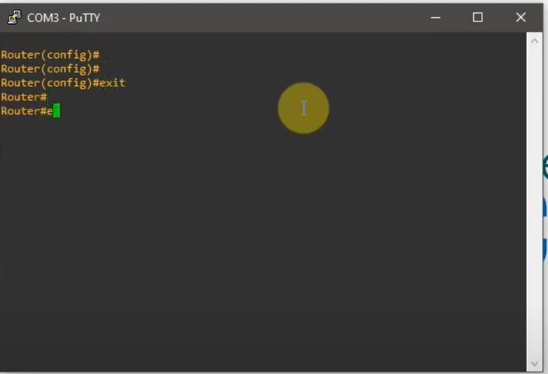 COM3 - PuTTY
Router(config)#
Router(config)#
Router(config)#exit
Router#
Router#e